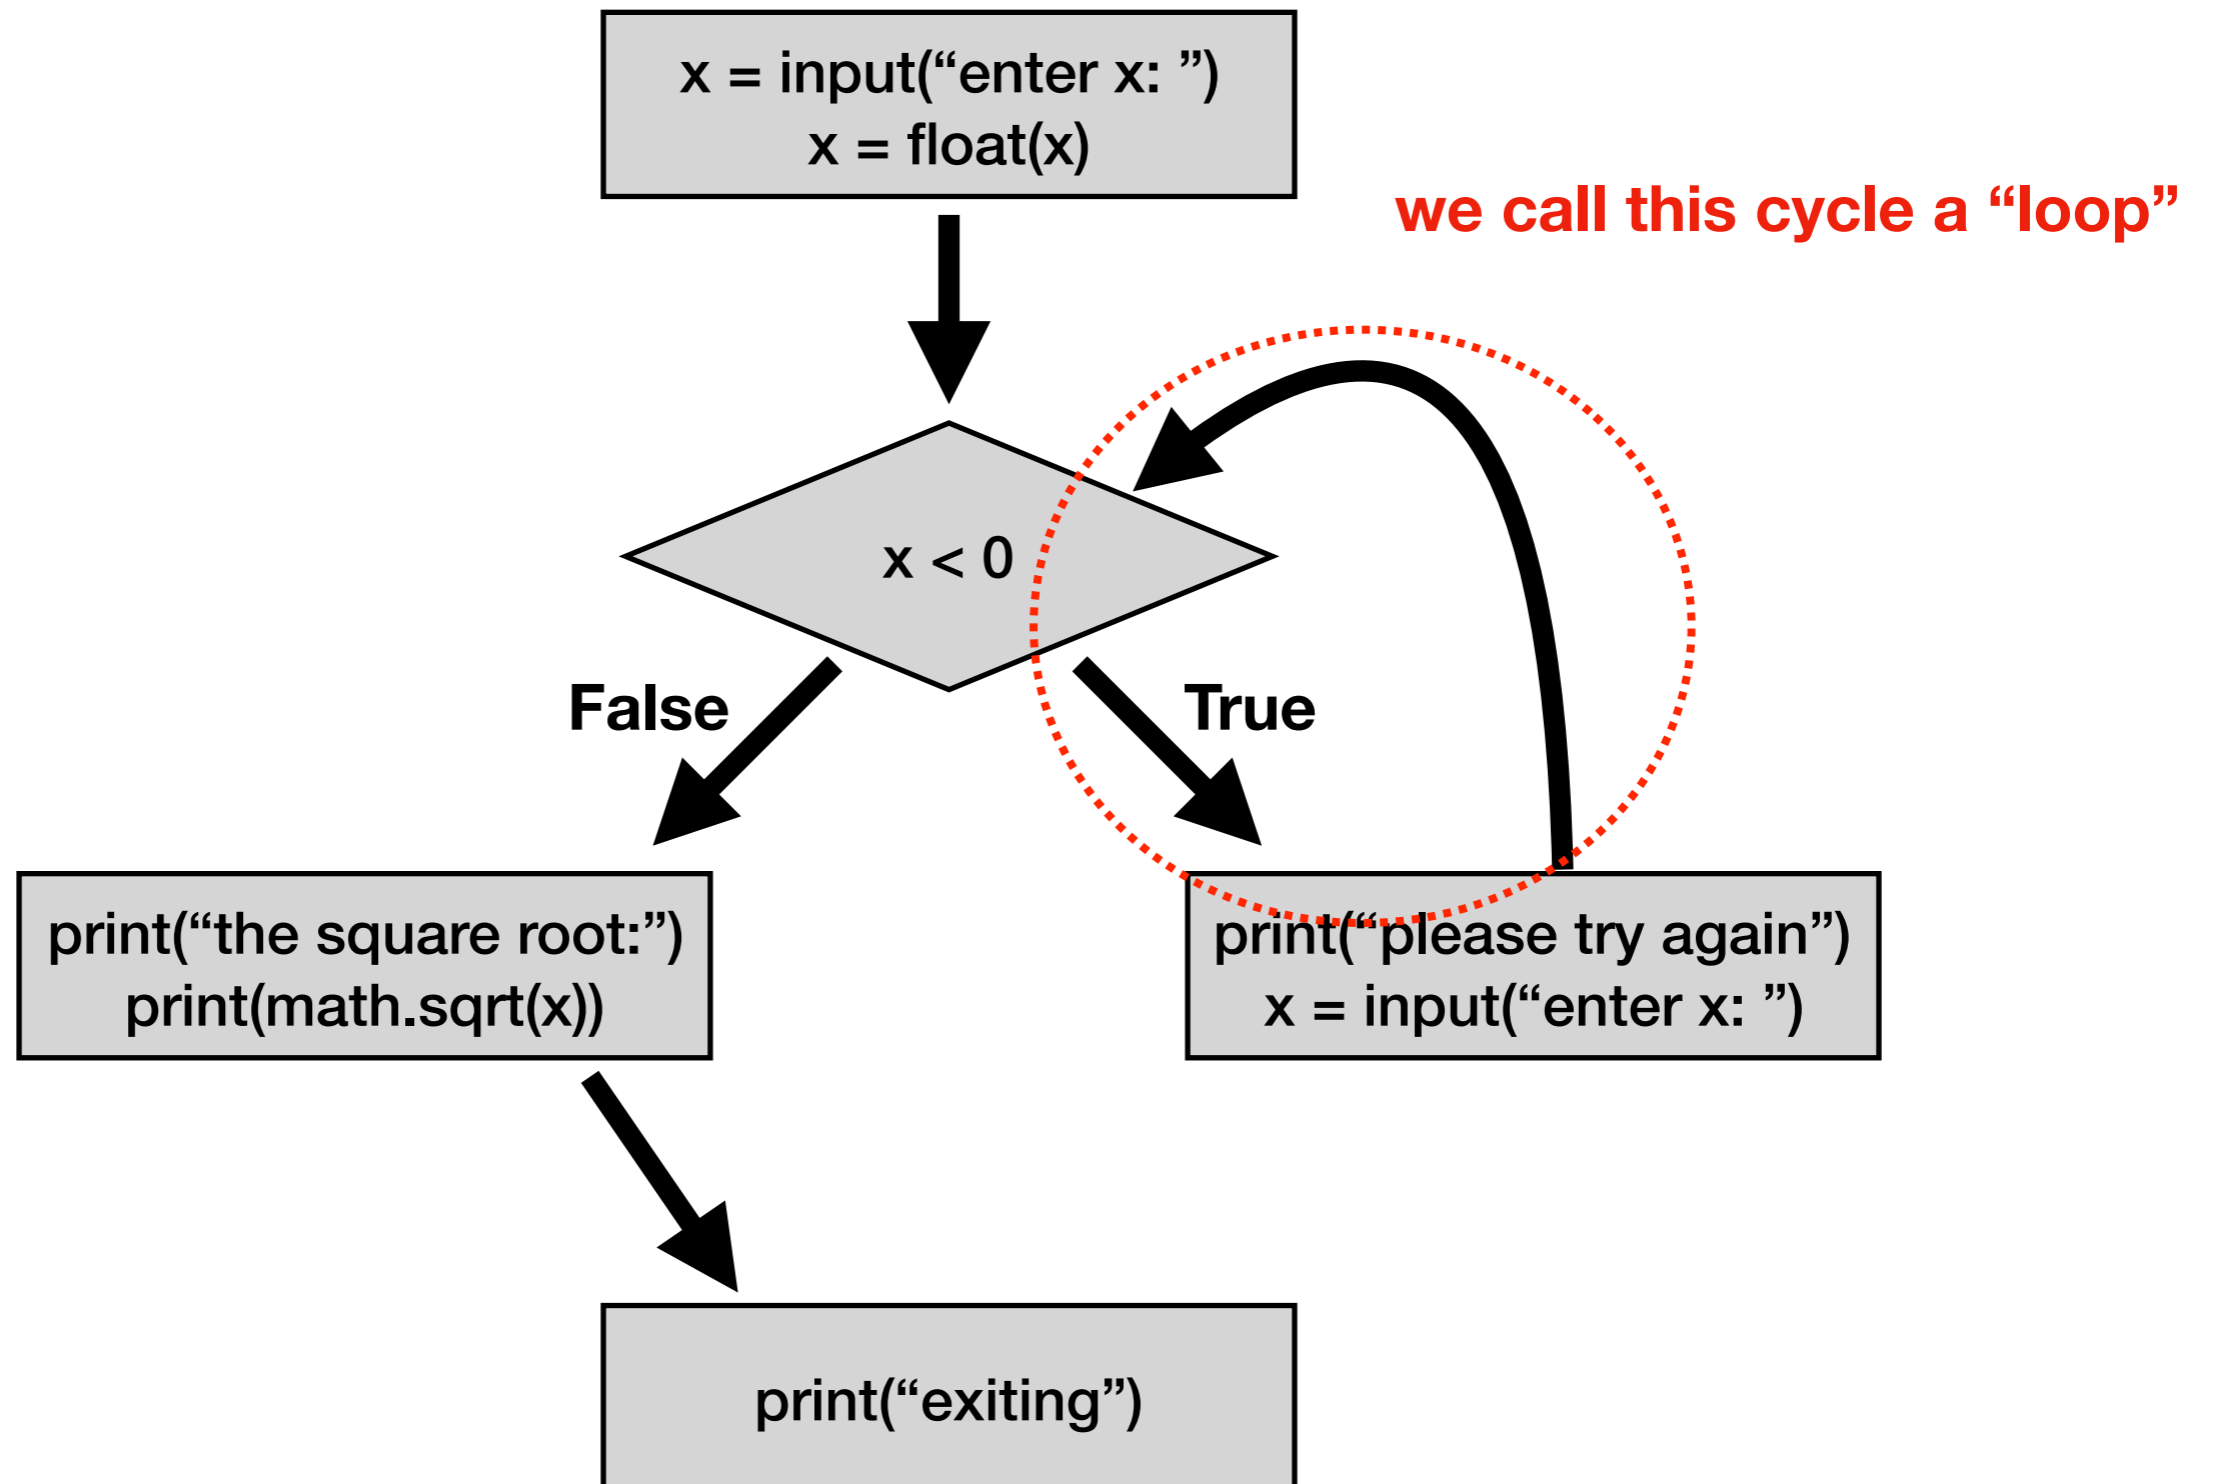 x = input(“enter x: ”)
x = float(x)
we call this cycle a “loop”
x < 0
False
True
print(“the square root:”)
print(math.sqrt(x))
print(“please try again”)
x = input(“enter x: ”)
print(“exiting”)